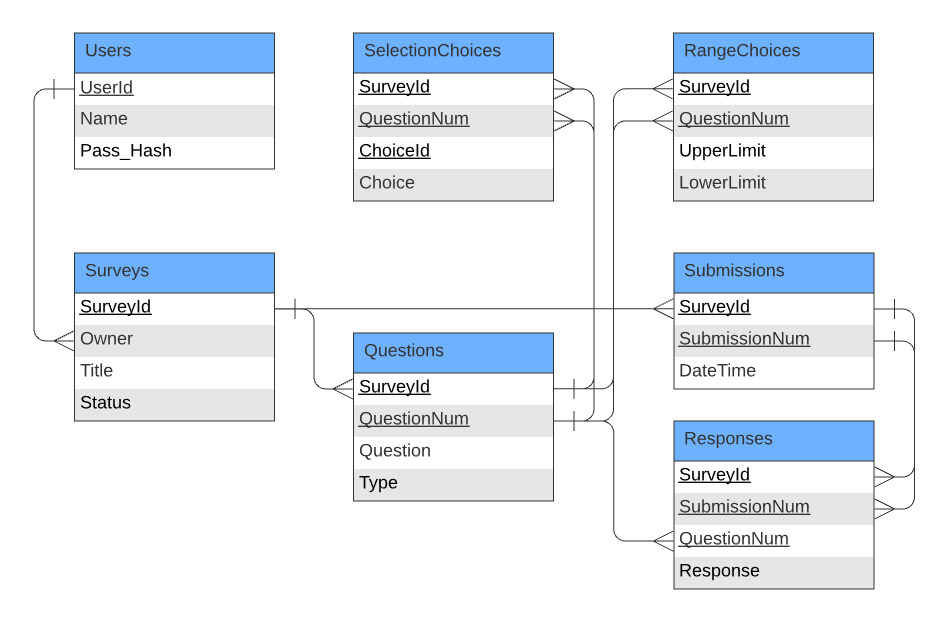 Users
UserId
Name
Pass_Hash
SelectionChoices
SurveyId
QuestionNum
ChoiceId
Choice
RangeChoices
SurveyId
QuestionNum
UpperLimit
LowerLimit
Surveys
SurveyId
Owner
Title
Status
Questions
SurveyId
QuestionNum
Question
Type
Submissions
SurveyId
SubmissionNum
DateTime
Responses
SurveyId
SubmissionNum
QuestionNum
Response